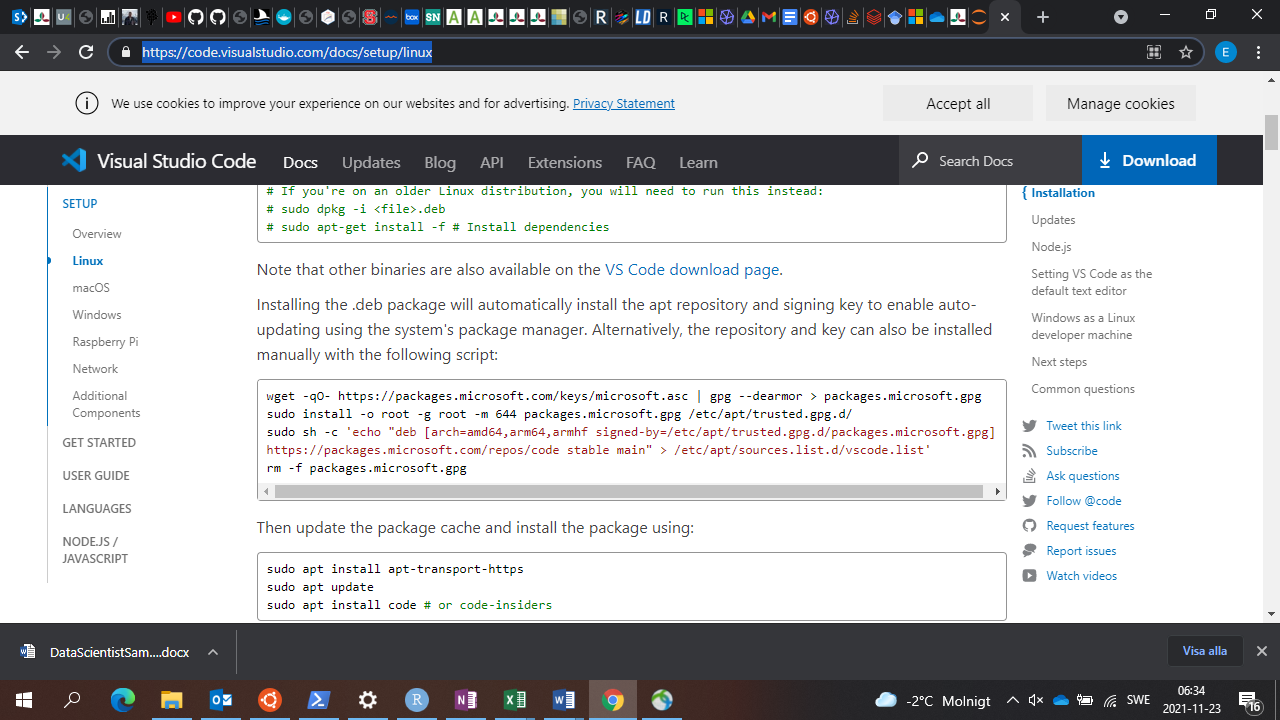 https://code.visualstudio.com/docs/setup/linux
E
We use cookies to improve your experience on our websites and for advertising. Privacy Statement
Accept all
Manage cookies
Visual Studio Code
Docs
Updates
Blog
API
Extensions
FAQ
Learn
Search Docs
Download
SETUP
Overview
Linux
macOS
Windows
Raspberry Pi
Network
Additional
Components
GET STARTED
USER GUIDE
LANGUAGES
NODE.JS /
JAVASCRIPT
# If you're on an older Linux distribution, you will need to run this instead:
# sudo dpkg -i <file>.deb
# sudo apt-get install -f # Install dependencies
Note that other binaries are also available on the VS Code download page.
Installing the .deb package will automatically install the apt repository and signing key to enable auto-
updating using the system's package manager. Alternatively, the repository and key can also be installed
manually with the following script:
wget -qO- https://packages.microsoft.com/keys/microsoft.asc | gpg --dearmor > packages.microsoft.gpg
sudo install -o root -g root -m 644 packages.microsoft.gpg /etc/apt/trusted.gpg.d/
sudo sh -c 'echo "deb [arch=amd64,arm64,armhf signed-by=/etc/apt/trusted.gpg.d/packages.microsoft.gpg]
https://packages.microsoft.com/repos/code stable main" > /etc/apt/sources.list.d/vscode.list'
rm -f packages.microsoft.gpg
Then update the package cache and install the package using:
sudo apt install apt-transport-https
sudo apt update
sudo apt install code # or code-insiders
Installation
Updates
Node.js
Setting VS Code as the
default text editor
Windows as a Linux
developer machine
Next steps
Common questions
Tweet this link
Subscribe
Ask questions
Follow @code
Request features
Report issues
Watch videos
DataScientistSam....docx
Visa alla
-2°C Molnigt
SWE
06:34
2021-11-23
16